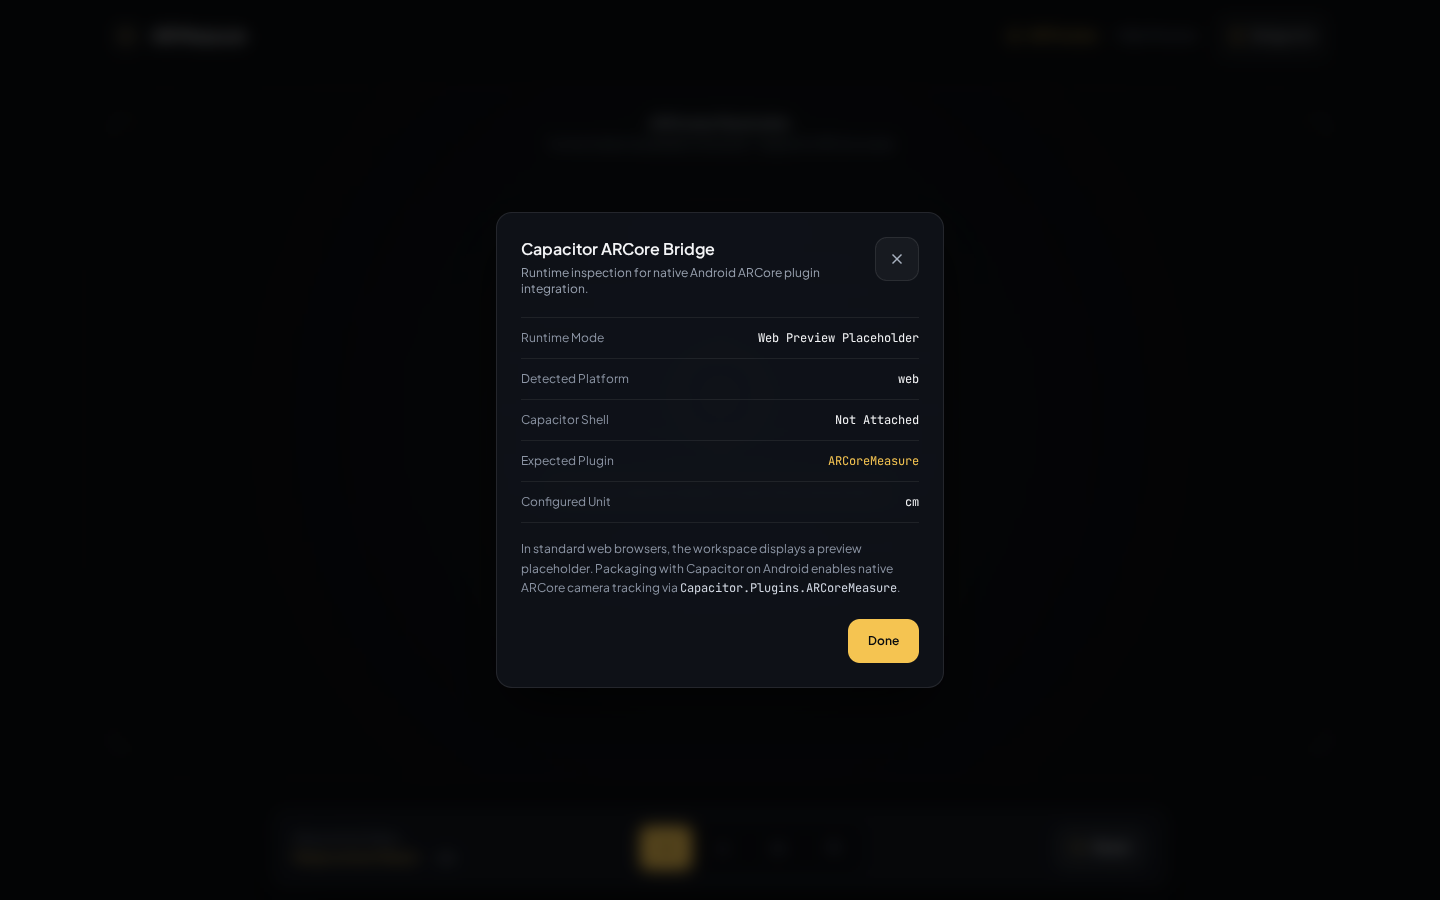 Capacitor ARCore Bridge
Runtime inspection for native Android ARCore plugin
integration.
Runtime Mode Web Preview Placeholder
Detected Platform web
Capacitor Shell Not Attached
Expected Plugin ARCoreMeasure
Configured Unit cm
In standard web browsers, the workspace displays a preview
placeholder. Packaging with Capacitor on Android enables native
ARCore camera tracking via Capacitor.Plugins.ARCoreMeasure.
Done